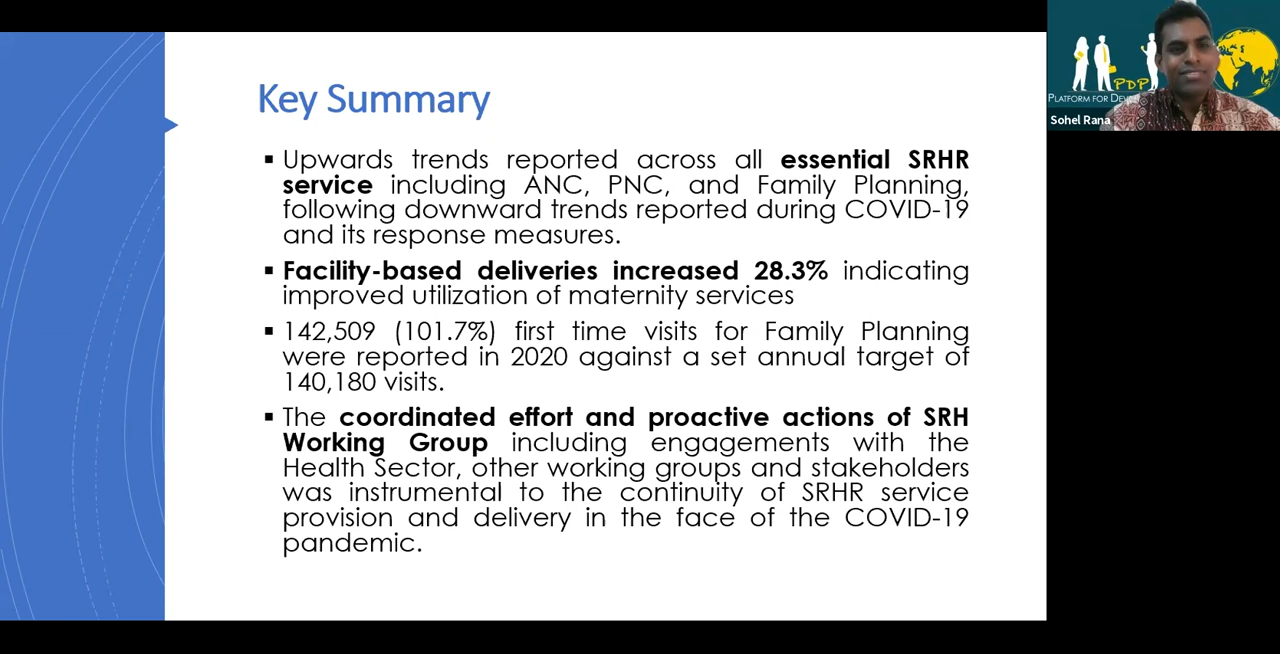 Key Summary
▪ Upwards trends reported across all essential SRHR
service including ANC, PNC, and Family Planning,
following downward trends reported during COVID-19
and its response measures.
▪ Facility-based deliveries increased 28.3% indicating
improved utilization of maternity services
▪ 142,509 (101.7%) first time visits for Family Planning
were reported in 2020 against a set annual target of
140,180 visits.
▪ The coordinated effort and proactive actions of SRH
Working Group including engagements with the
Health Sector, other working groups and stakeholders
was instrumental to the continuity of SRHR service
provision and delivery in the face of the COVID-19
pandemic.
PDP
PLATFORM FOR
Sohel Rana